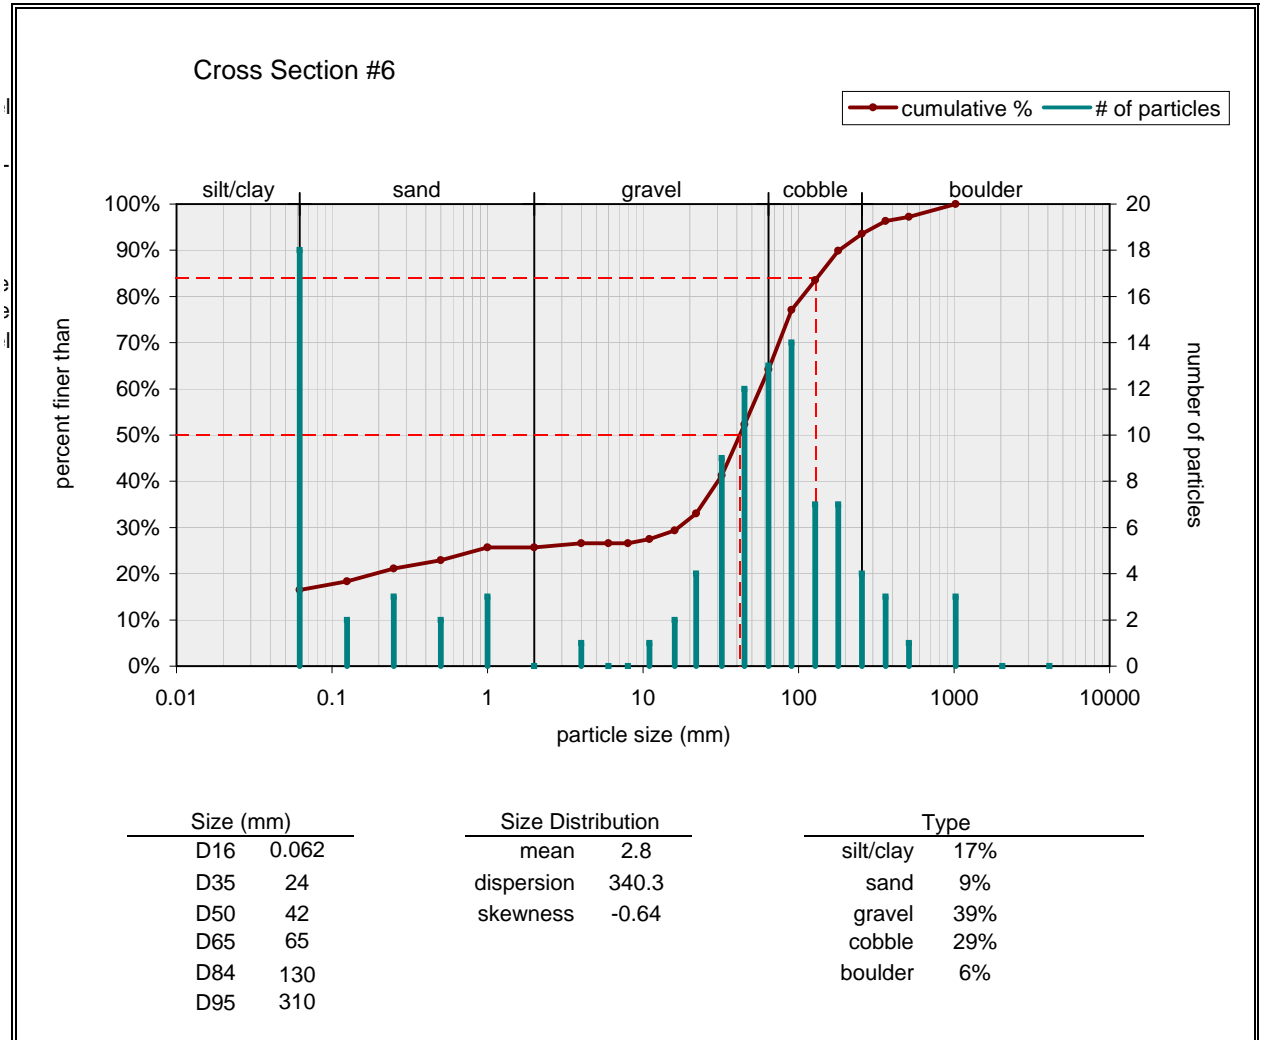 Cross Section #6
cumulative % # of particles
silt/clay sand gravel cobble boulder
100% 20
90% 18
80% 16
70% 14
60% 12
50% 10
40% 8
30% 6
20% 4
10% 2
0% 0
percent finer than
number of particles
0.01 0.1 1 10 100 1000 10000
particle size (mm)
Size (mm) Size Distribution Type
D16 0.062 mean 2.8 silt/clay 17%
D35 24 dispersion 340.3 sand 9%
D50 42 skewness -0.64 gravel 39%
D65 65 cobble 29%
D84 130 boulder 6%
D95 310